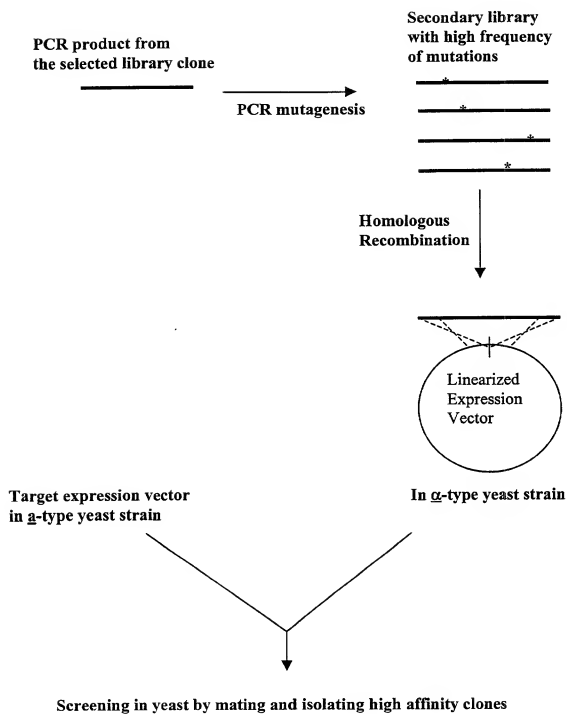 PCR product from
the selected library clone
PCR mutagenesis
Secondary library
with high frequency
of mutations
*
*
*
*
Homologous
Recombination
Linearized
Expression
Vector
Target expression vector
in a-type yeast strain
In α-type yeast strain
Screening in yeast by mating and isolating high affinity clones